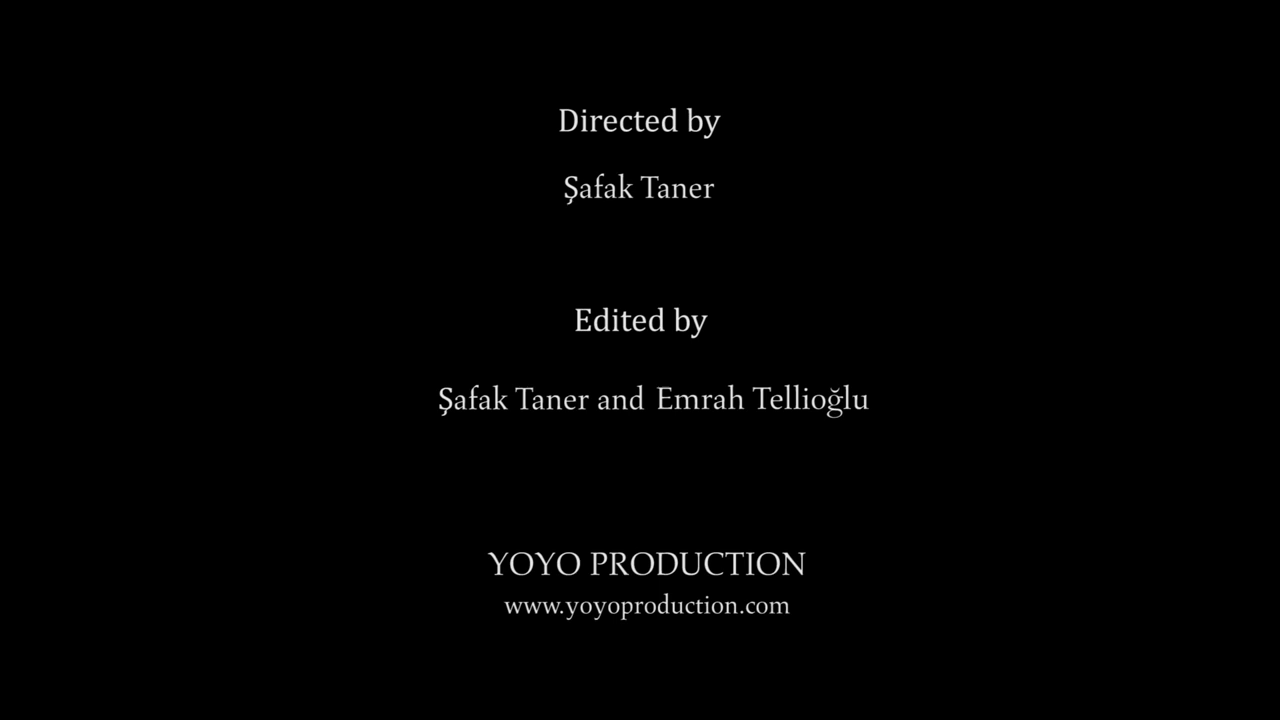 Directed by
Şafak Taner
Edited by
Şafak Taner and Emrah Tellioğlu
YOYO PRODUCTION
www.yoyoproduction.com